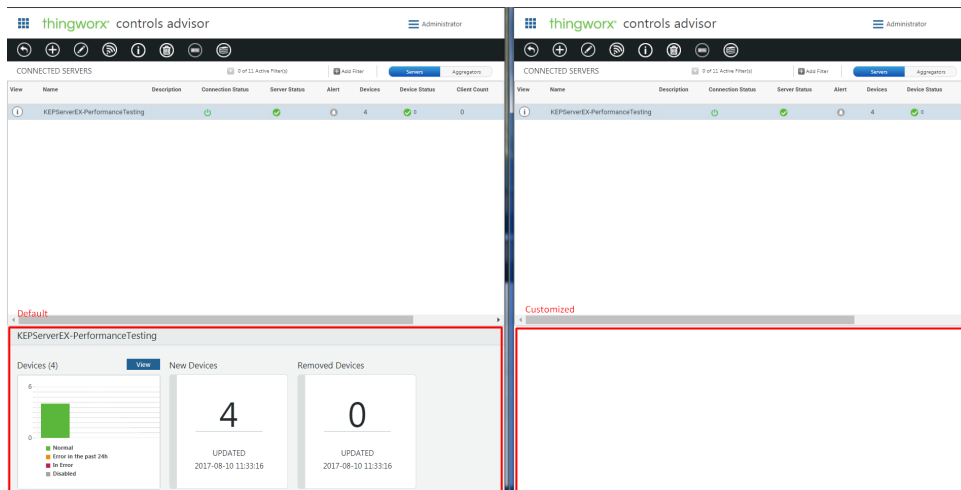 thingworx controls advisor
Administrator
CONNECTED SERVERS
0 of 11 Active Filter(s)
Add Filter
Servers
Aggregators
View Name Description Connection Status Server Status Alert Devices Device Status Client Count
KEPServerEX-PerformanceTesting 4 0 0
Default
KEPServerEX-PerformanceTesting
Devices (4)
View
New Devices
Removed Devices
6
0
Normal
Error in the past 24h
In Error
Disabled
4
UPDATED
2017-08-10 11:33:16
0
UPDATED
2017-08-10 11:33:16
thingworx controls advisor
Administrator
CONNECTED SERVERS
0 of 11 Active Filter(s)
Add Filter
Servers
Aggregators
View Name Description Connection Status Server Status Alert Devices Device Status
KEPServerEX-PerformanceTesting 4 0
Customized